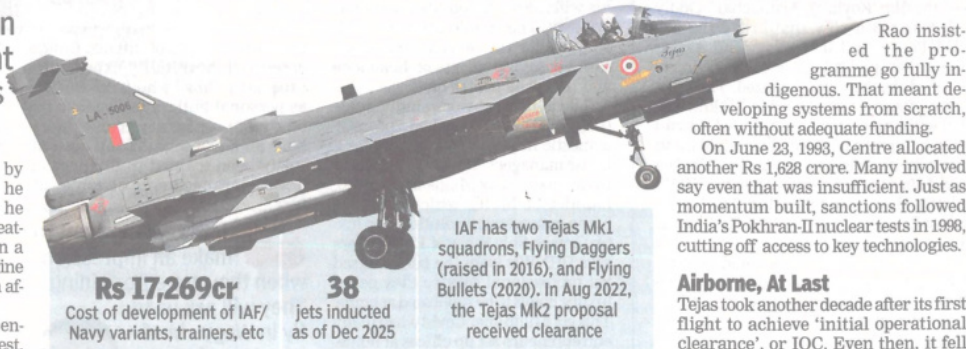 n
nt
s
by
he
he
eat-
n a
ine
af-
en-
est.
LA-5006
Tejas
Rs 17,269cr
Cost of development of IAF/
Navy variants, trainers, etc
38
jets inducted
as of Dec 2025
IAF has two Tejas Mk1
squadrons, Flying Daggers
(raised in 2016), and Flying
Bullets (2020). In Aug 2022,
the Tejas Mk2 proposal
received clearance
Rao insist-
ed the pro-
gramme go fully in-
digenous. That meant de-
veloping systems from scratch,
often without adequate funding.
On June 23, 1993, Centre allocated
another Rs 1,628 crore. Many involved
say even that was insufficient. Just as
momentum built, sanctions followed
India's Pokhran-II nuclear tests in 1998,
cutting off access to key technologies.
Airborne, At Last
Tejas took another decade after its first
flight to achieve 'initial operational
clearance', or IOC. Even then, it fell